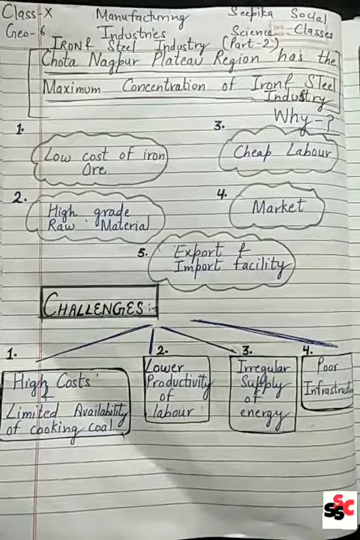 Class-X Manufacturing Seepika Social
Geo-6 Industries Science Classes
Iron & Steel Industry (Part-2)
Chota Nagpur Plateau Region has the
Maximum Concentration of Iron & Steel
Industry
Why-?
1.
Low cost of iron
Ore
3.
Cheap Labour
2.
High grade
Raw Material
4.
Market
5.
Export &
Import facility
CHALLENGES:-
1.
High Costs
&
Limited Availability
of cooking coal
2.
Lower
Productivity
of
labour
3.
Irregular
Supply
of
energy
4.
Poor
Infrastru
SSSC